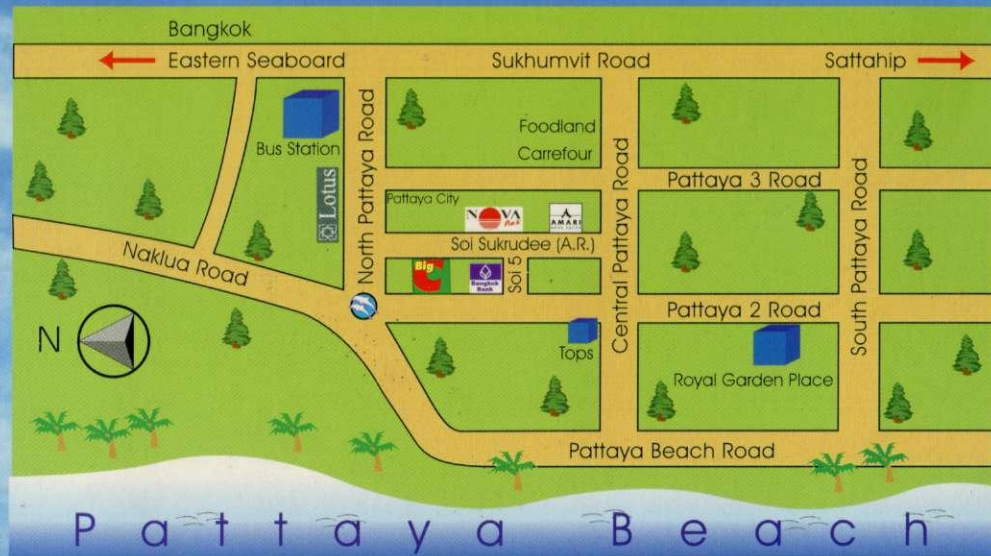 Bangkok
Eastern Seaboard
Sukhumvit Road
Sattahip
Bus Station
Lotus
North Pattaya Road
Foodland
Carrefour
Central Pattaya Road
Pattaya 3 Road
South Pattaya Road
Pattaya City
NOVA
AMARI
Soi Sukrudee (A.R.)
Naklua Road
Big C
Bangkok
Bank
Soi 5
Pattaya 2 Road
N
Tops
Royal Garden Place
Pattaya Beach Road
Pattaya Beach